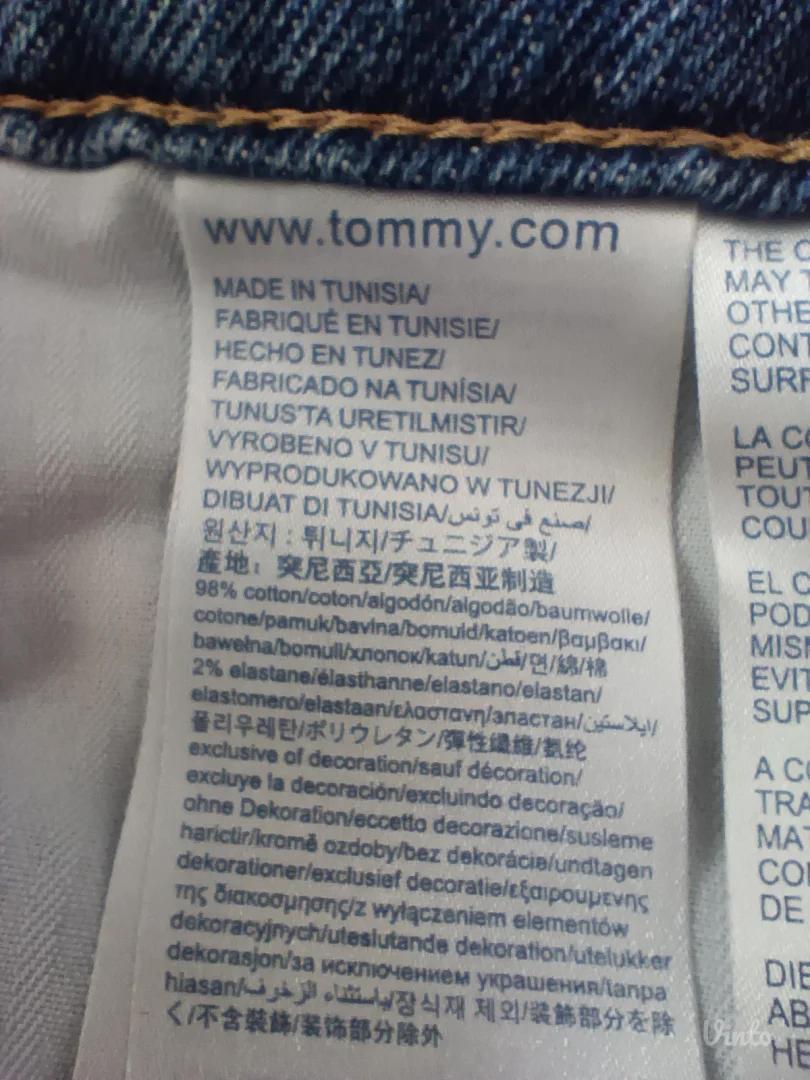 www.tommy.com
MADE IN TUNISIA/
FABRIQUÉ EN TUNISIE/
HECHO EN TUNEZ/
FABRICADO NA TUNÍSIA/
TUNUS'TA URETILMISTIR/
VYROBENO V TUNISU/
WYPRODUKOWANO W TUNEZJI/
DIBUAT DI TUNISIA/صنع في تونس/
원산지 : 튀니지/チュニジア製/
產地：突尼西亞/突尼西亚制造
98% cotton/coton/algodón/algodão/baumwolle/
cotone/pamuk/bavlna/bomuld/katoen/βαμβακι/
bawełna/bomull/хлопок/katun/قطن/면/綿/棉
2% elastane/élasthanne/elastano/elastan/
elastomero/elastaan/ελαστανη/эластан/ايلاستين/
폴리우레탄/ポリウレタン/彈性纖維/氨纶
exclusive of decoration/sauf décoration/
excluye la decoración/excluindo decoração/
ohne Dekoration/eccetto decorazione/susleme
harictir/kromě ozdoby/bez dekorácie/undtagen
dekorationer/exclusief decoratie/εξαιρουμενης
της διακοσμησης/z wyłączeniem elementów
dekoracyjnych/uteslutande dekoration/utelukker
dekorasjon/за исключением украшения/tanpa
hiasan/باستثناء الزخرف/장식재 제외/装飾部分を除
く/不含裝飾/装饰部分除外
THE C
MAY T
OTHE
CONT
SURF
LA CO
PEUT
TOUT
COU
EL C
POD
MISM
EVIT
SUP
A CO
TRA
MA
COI
DE
DIE
AB
HE
Vinto